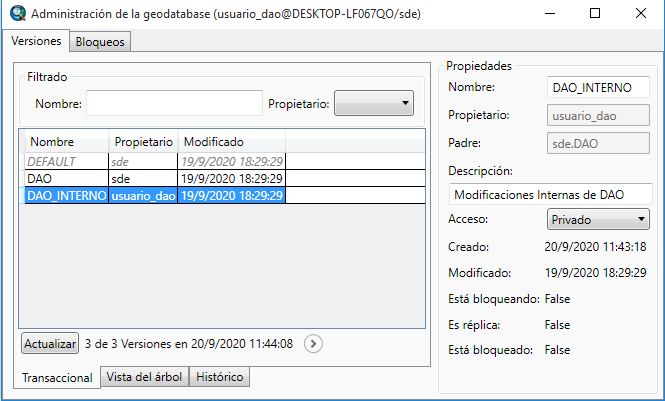 Administración de la geodatabase (usuario_dao@DESKTOP-LF067QO/sde)
Versiones Bloqueos
Filtrado
Nombre: Propietario:
Nombre Propietario Modificado
DEFAULT sde 19/9/2020 18:29:29
DAO sde 19/9/2020 18:29:29
DAO_INTERNO usuario_dao 19/9/2020 18:29:29
Actualizar 3 de 3 Versiones en 20/9/2020 11:44:08
Transaccional Vista del árbol Histórico
Propiedades
Nombre: DAO_INTERNO
Propietario: usuario_dao
Padre: sde.DAO
Descripción:
Modificaciones Internas de DAO
Acceso: Privado
Creado: 20/9/2020 11:43:18
Modificado: 19/9/2020 18:29:29
Está bloqueando: False
Es réplica: False
Está bloqueado: False